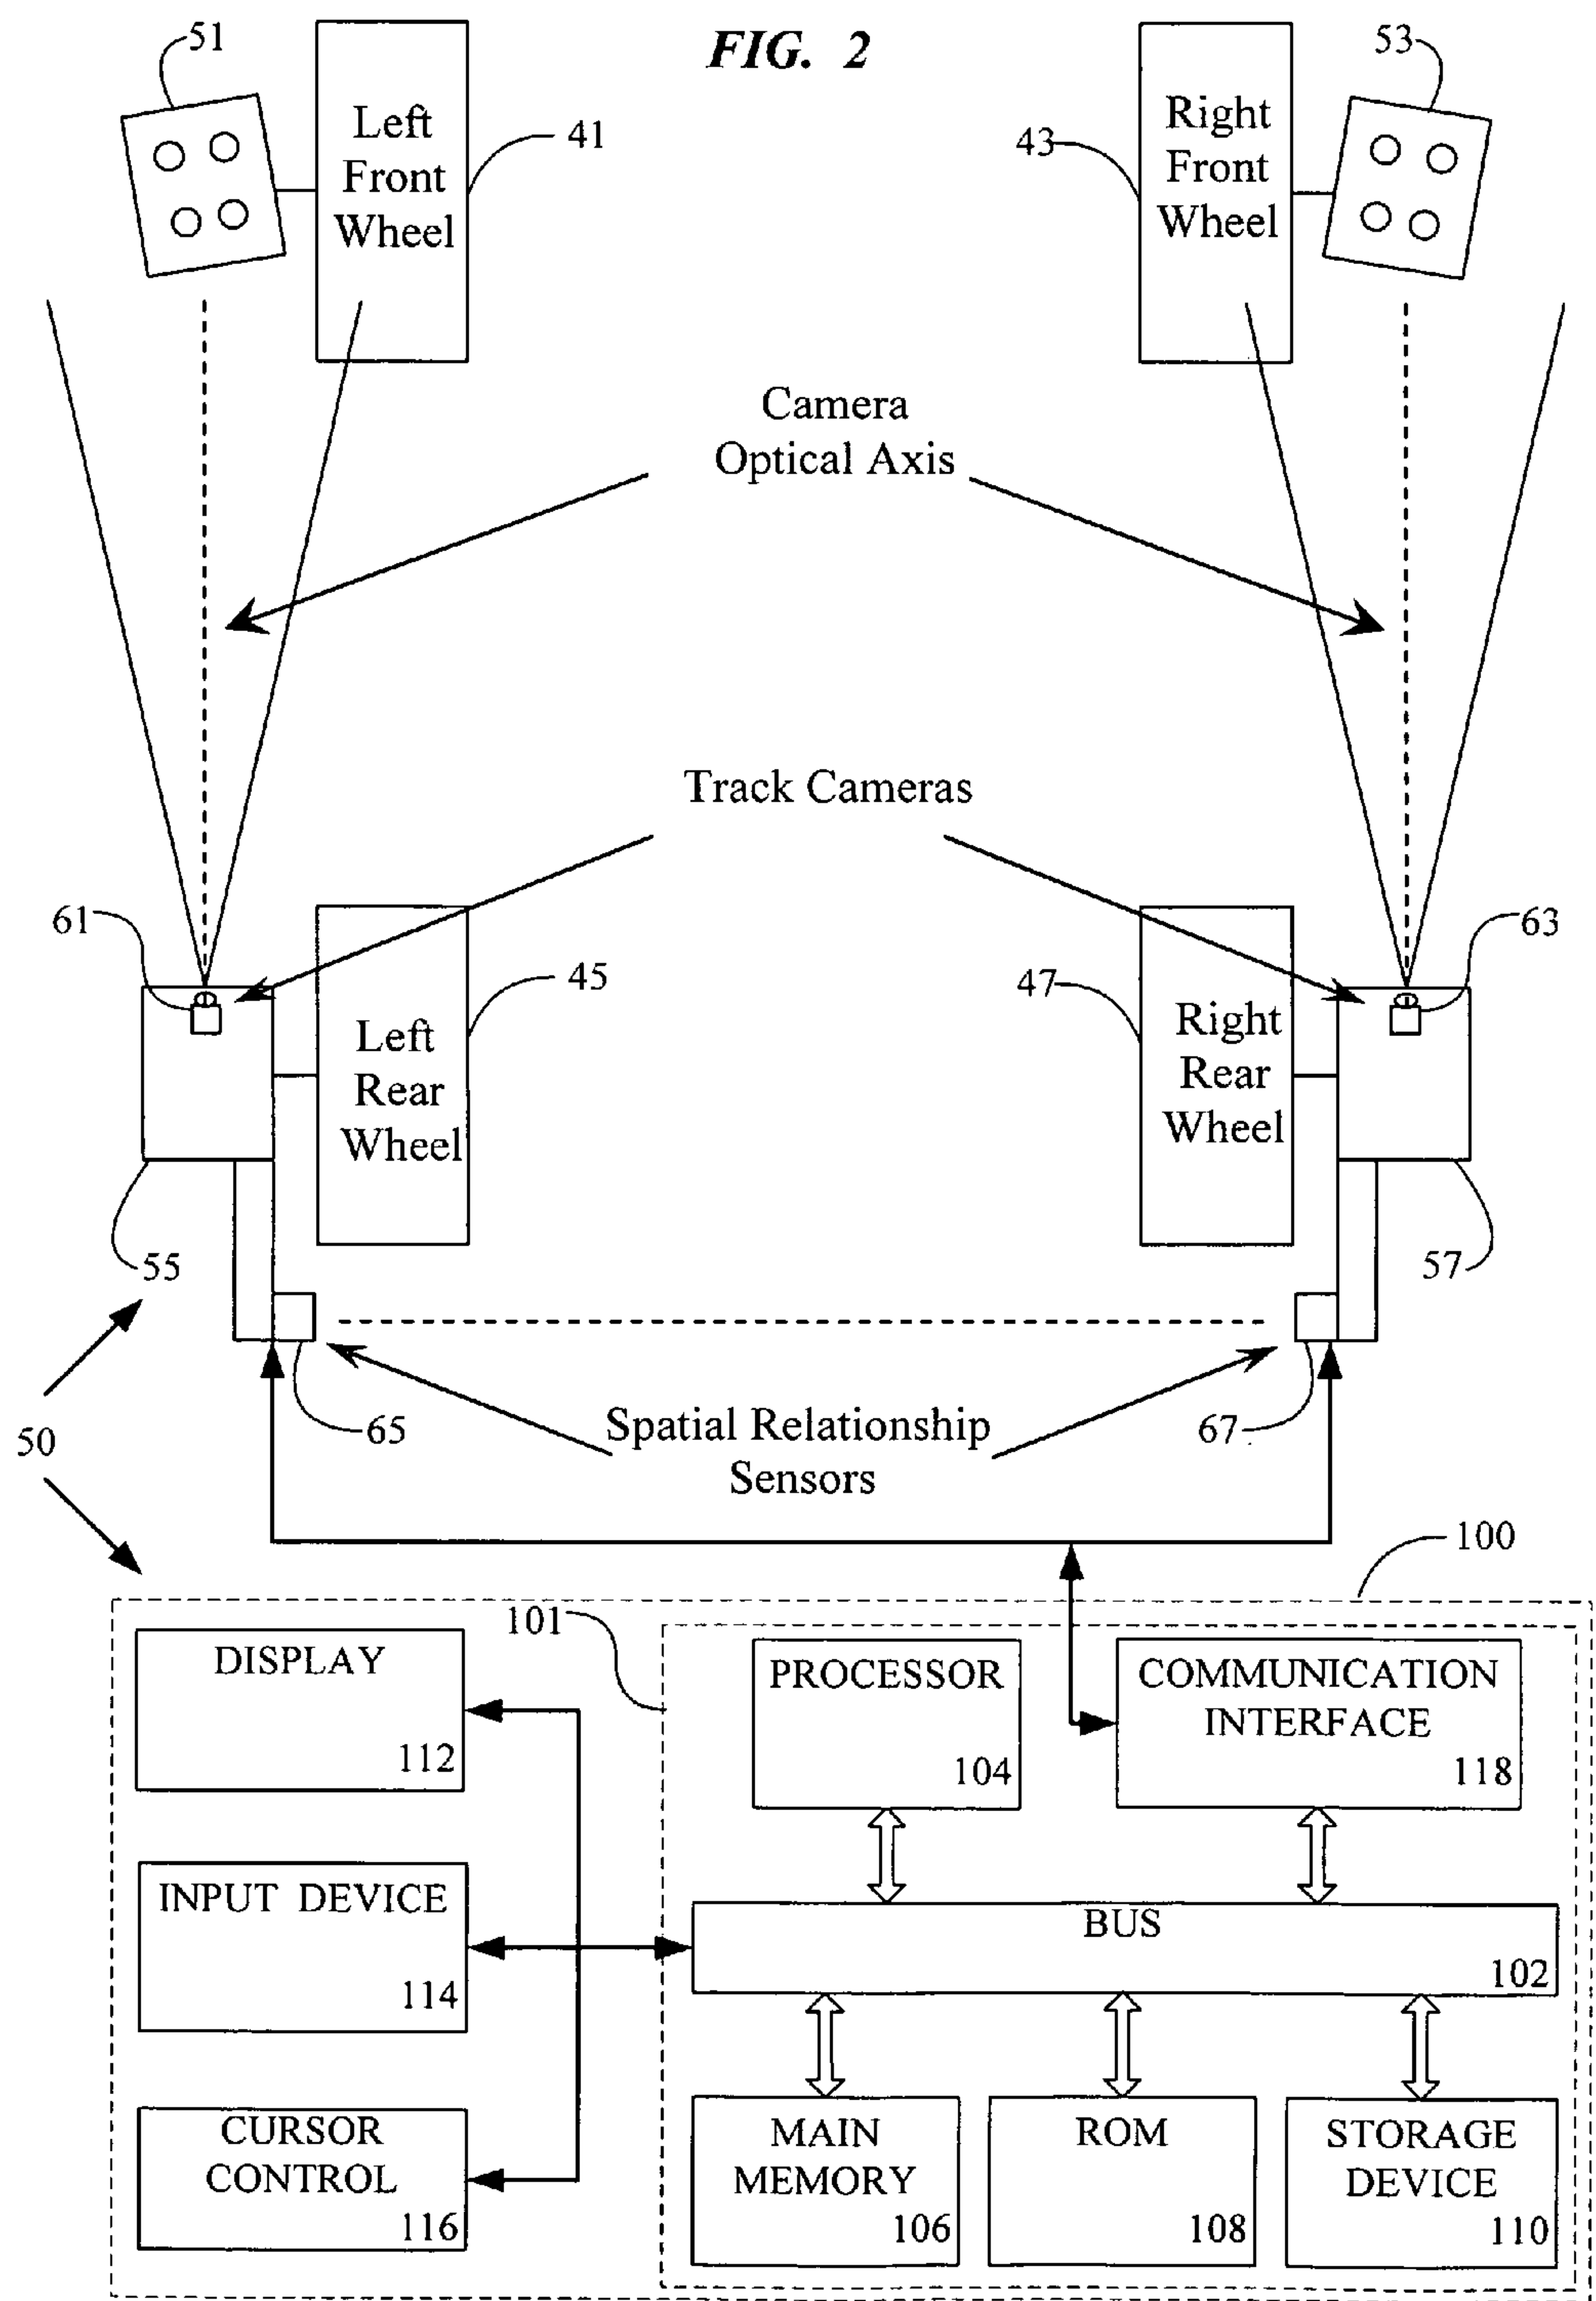 FIG. 2
51
53
Left
Front
Wheel
41
43
Right
Front
Wheel
Camera
Optical Axis
Track Cameras
61
63
45
47
Left
Rear
Wheel
Right
Rear
Wheel
55
57
65
67
50
Spatial Relationship
Sensors
100
101
DISPLAY
112
PROCESSOR
104
COMMUNICATION
INTERFACE
118
INPUT DEVICE
114
BUS
102
CURSOR
CONTROL
116
MAIN
MEMORY
106
ROM
108
STORAGE
DEVICE
110